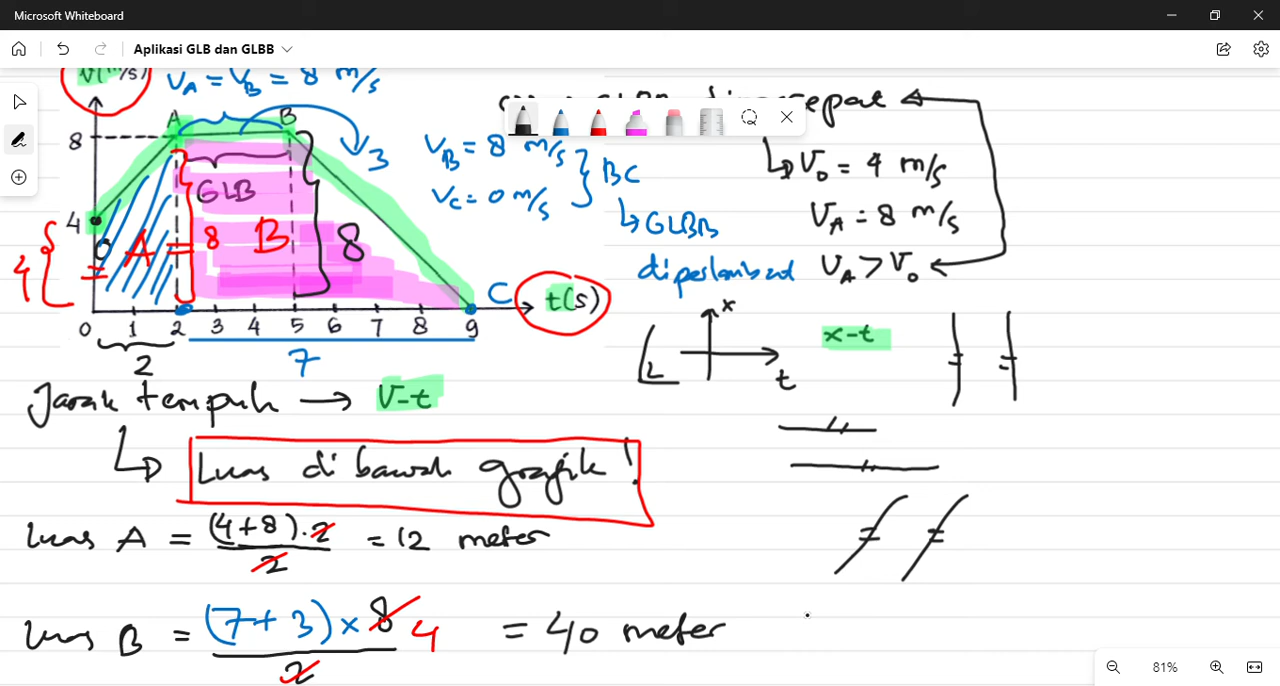 Microsoft Whiteboard
Aplikasi GLB dan GLBB
V(m/s)
VA = VB = 8 m/s
GLBB dipercepat
V0 = 4 m/s
VA = 8 m/s
VA > V0
A
B
3
VB = 8 m/s
VC = 0 m/s
BC
GLBB
diperlambat
8
4
0
GLB
4
= A = 8 B 8
C
t(s)
0 1 2 3 4 5 6 7 8 9
2
7
x
t
x-t
Jarak tempuh → V-t
Luas di bawah grafik!
Luas A = (4+8).2 / 2 = 12 meter
Luas B = (7+3) × 8 4 / 2 = 40 meter
81%